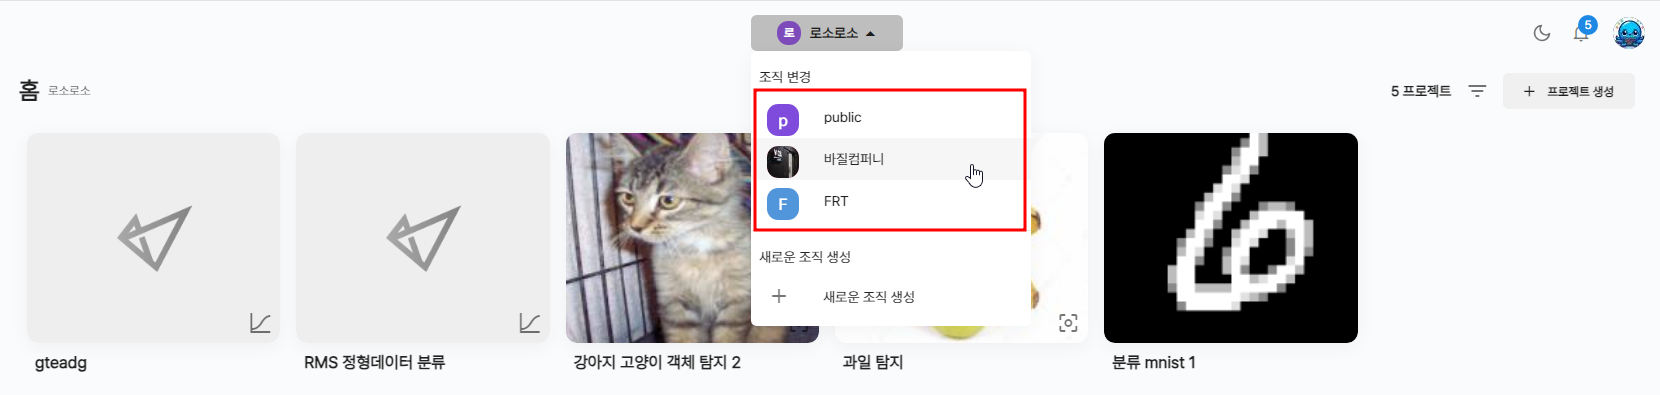 로 로소로소
5
홈 로소로소
5 프로젝트
+ 프로젝트 생성
조직 변경
p public
바질컴퍼니
F FRT
새로운 조직 생성
+ 새로운 조직 생성
gteadg
RMS 정형데이터 분류
강아지 고양이 객체 탐지 2
과일 탐지
분류 mnist 1